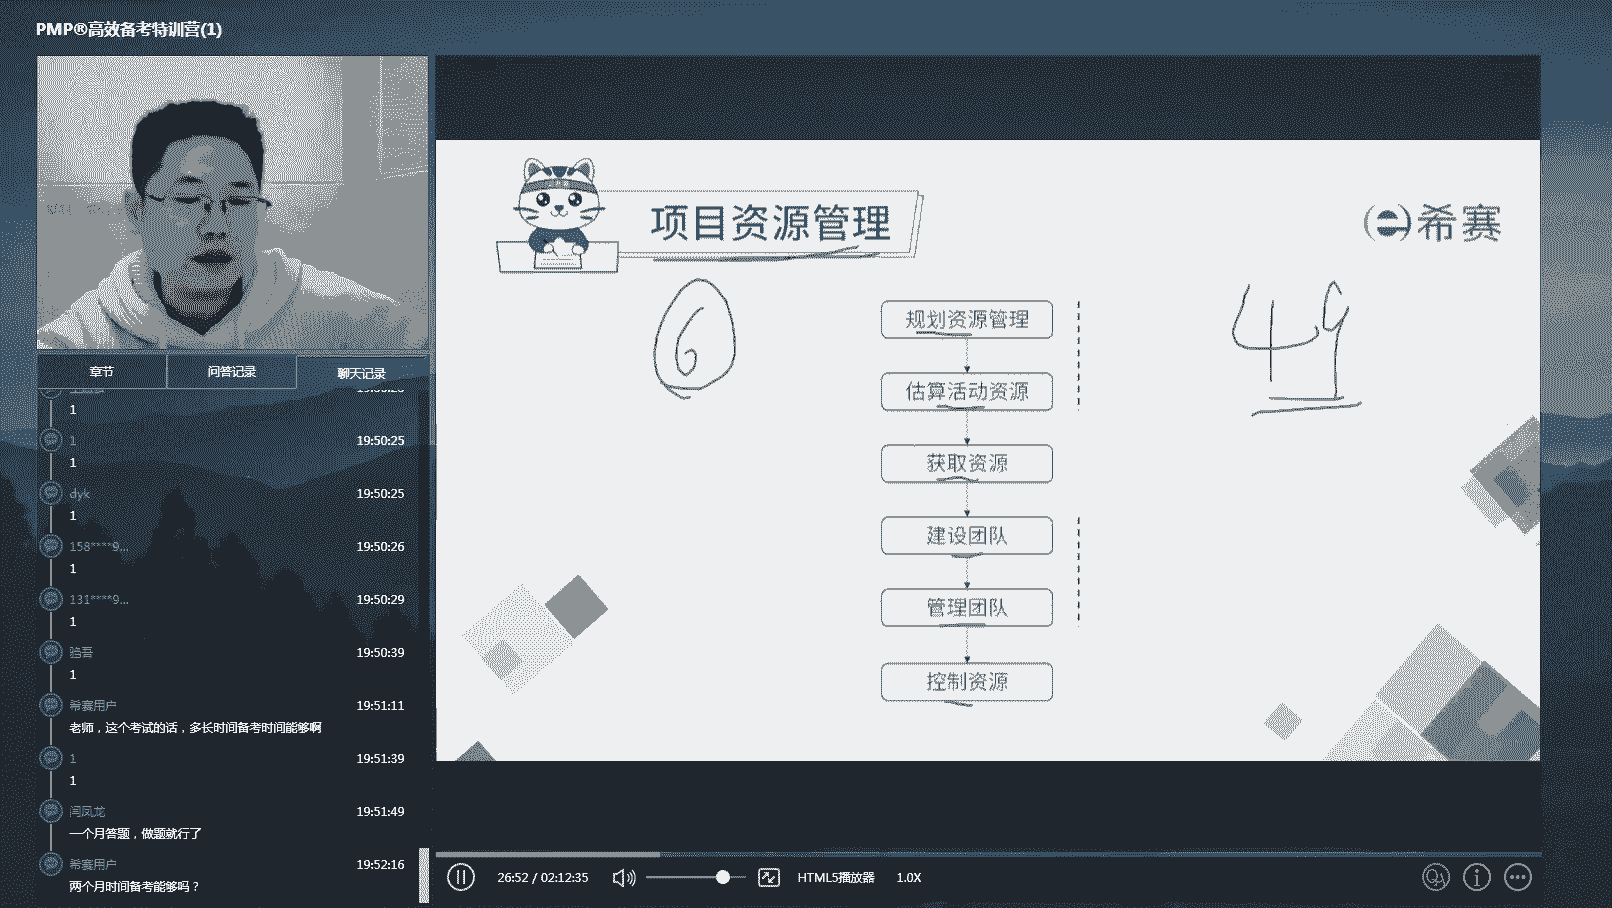 PMP®高效备考特训营(1)
章节
问答记录
聊天记录
1
1
19:50:25
1
dyk
19:50:25
1
158****9...
19:50:26
1
131****9...
19:50:29
1
19:50:39
1
希赛用户
19:51:11
老师，这个考试的话，多长时间备考时间能够啊
1
19:51:39
1
闫凤龙
19:51:49
一个月答题，做题就行了
希赛用户
19:52:16
两个月时间备考能够吗？
项目资源管理
希赛
6
49
规划资源管理
估算活动资源
获取资源
建设团队
管理团队
控制资源
26:52 / 02:12:35
HTML5播放器
1.0X
QA